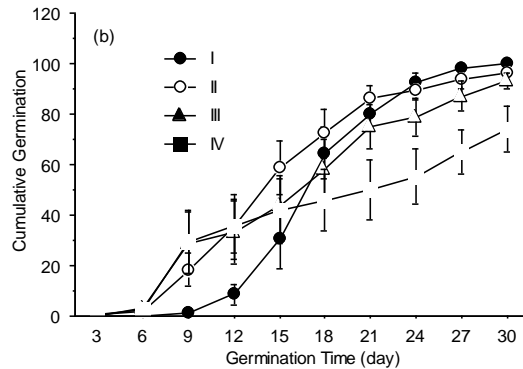 (b)
I
II
III
IV
Cumulative Germination
120
100
80
60
40
20
0
3 6 9 12 15 18 21 24 27 30
Germination Time (day)